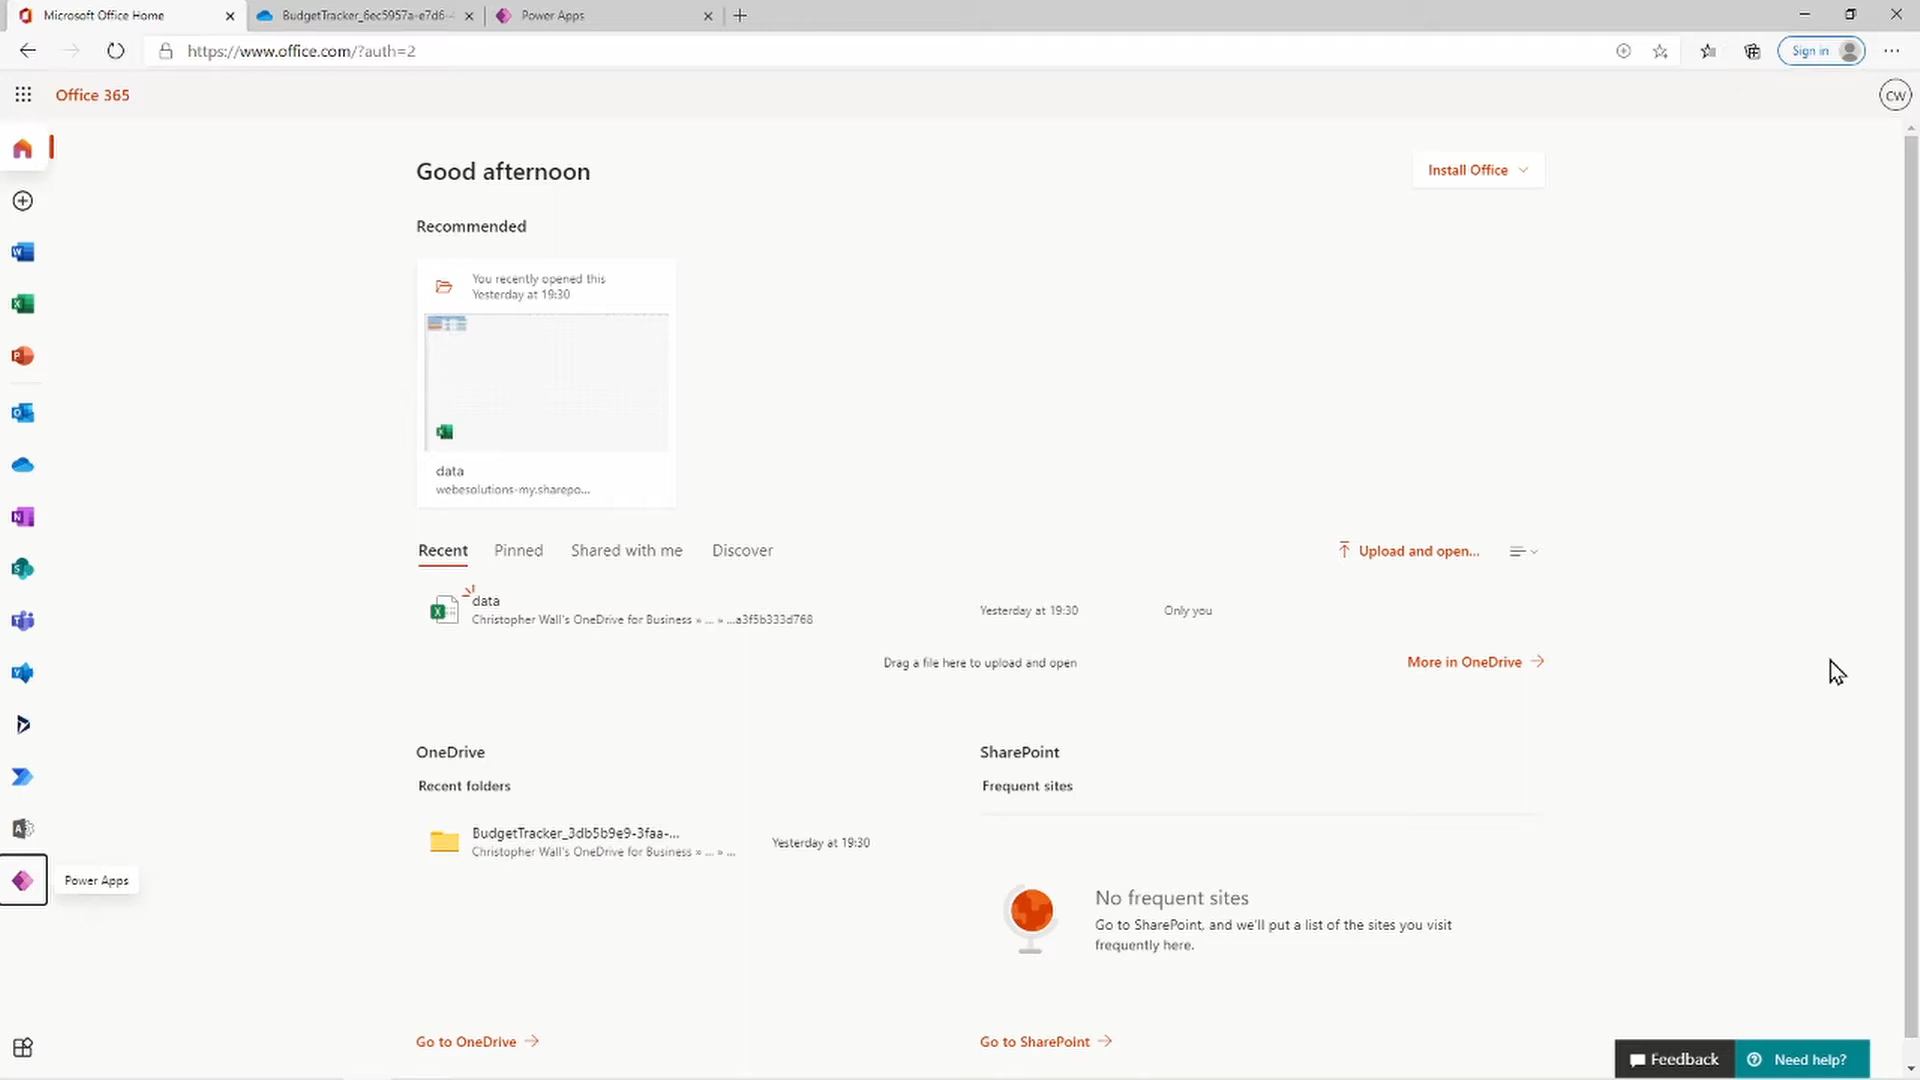 Microsoft Office Home
BudgetTracker_6ec5957a-e7d6-4
Power Apps
https://www.office.com/?auth=2
Sign in
Office 365
CW
Good afternoon
Install Office
Recommended
You recently opened this
Yesterday at 19:30
data
webesolutions-my.sharepo...
Recent
Pinned
Shared with me
Discover
Upload and open...
data
Christopher Wall's OneDrive for Business » ... » ...a3f5b333d768
Yesterday at 19:30
Only you
Drag a file here to upload and open
More in OneDrive
OneDrive
Recent folders
BudgetTracker_3db5b9e9-3faa-...
Christopher Wall's OneDrive for Business » ... » ...
Yesterday at 19:30
SharePoint
Frequent sites
Power Apps
No frequent sites
Go to SharePoint, and we'll put a list of the sites you visit
frequently here.
Go to OneDrive
Go to SharePoint
Feedback
Need help?